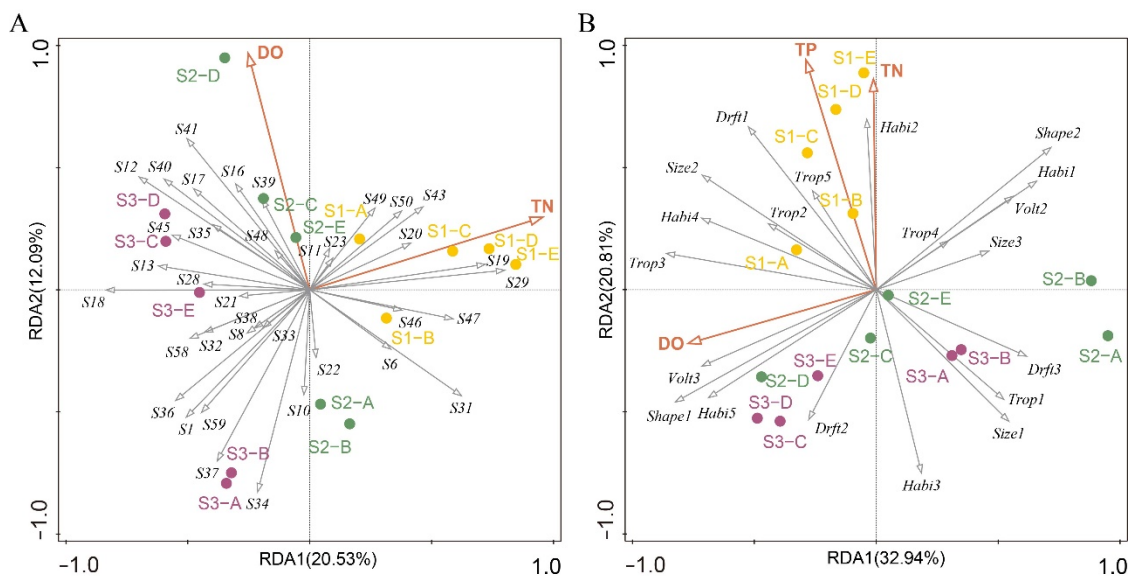 A
1.0
DO
S2-D
S41
S12
S40
S17
S16
S39
S3-D
S2-C
S1-A
S49
S50
S43
TN
S45
S35
S48
S2-E
S11
S23
S20
S1-C
S1-D
S3-C
S1-E
S13
S28
S19
S29
S18
S21
S3-E
S38
S33
S46
S47
S58
S32
S8
S1-B
S22
S6
S36
S1
S59
S10
S2-A
S31
S2-B
S37
S3-B
S3-A
S34
RDA2(12.09%)
-1.0
-1.0
RDA1(20.53%)
1.0
B
1.0
TP
S1-E
TN
S1-D
Drft1
Habi2
Shape2
S1-C
Size2
Trop5
Habi1
S1-B
Volt2
Habi4
Trop2
Trop4
Size3
Trop3
S1-A
S2-B
S2-E
DO
S2-C
S2-A
S3-E
S3-B
S3-A
Volt3
S2-D
Drft3
Shape1
Habi5
S3-D
Trop1
S3-C
Drft2
Size1
Habi3
RDA2(20.81%)
-1.0
-1.0
RDA1(32.94%)
1.0